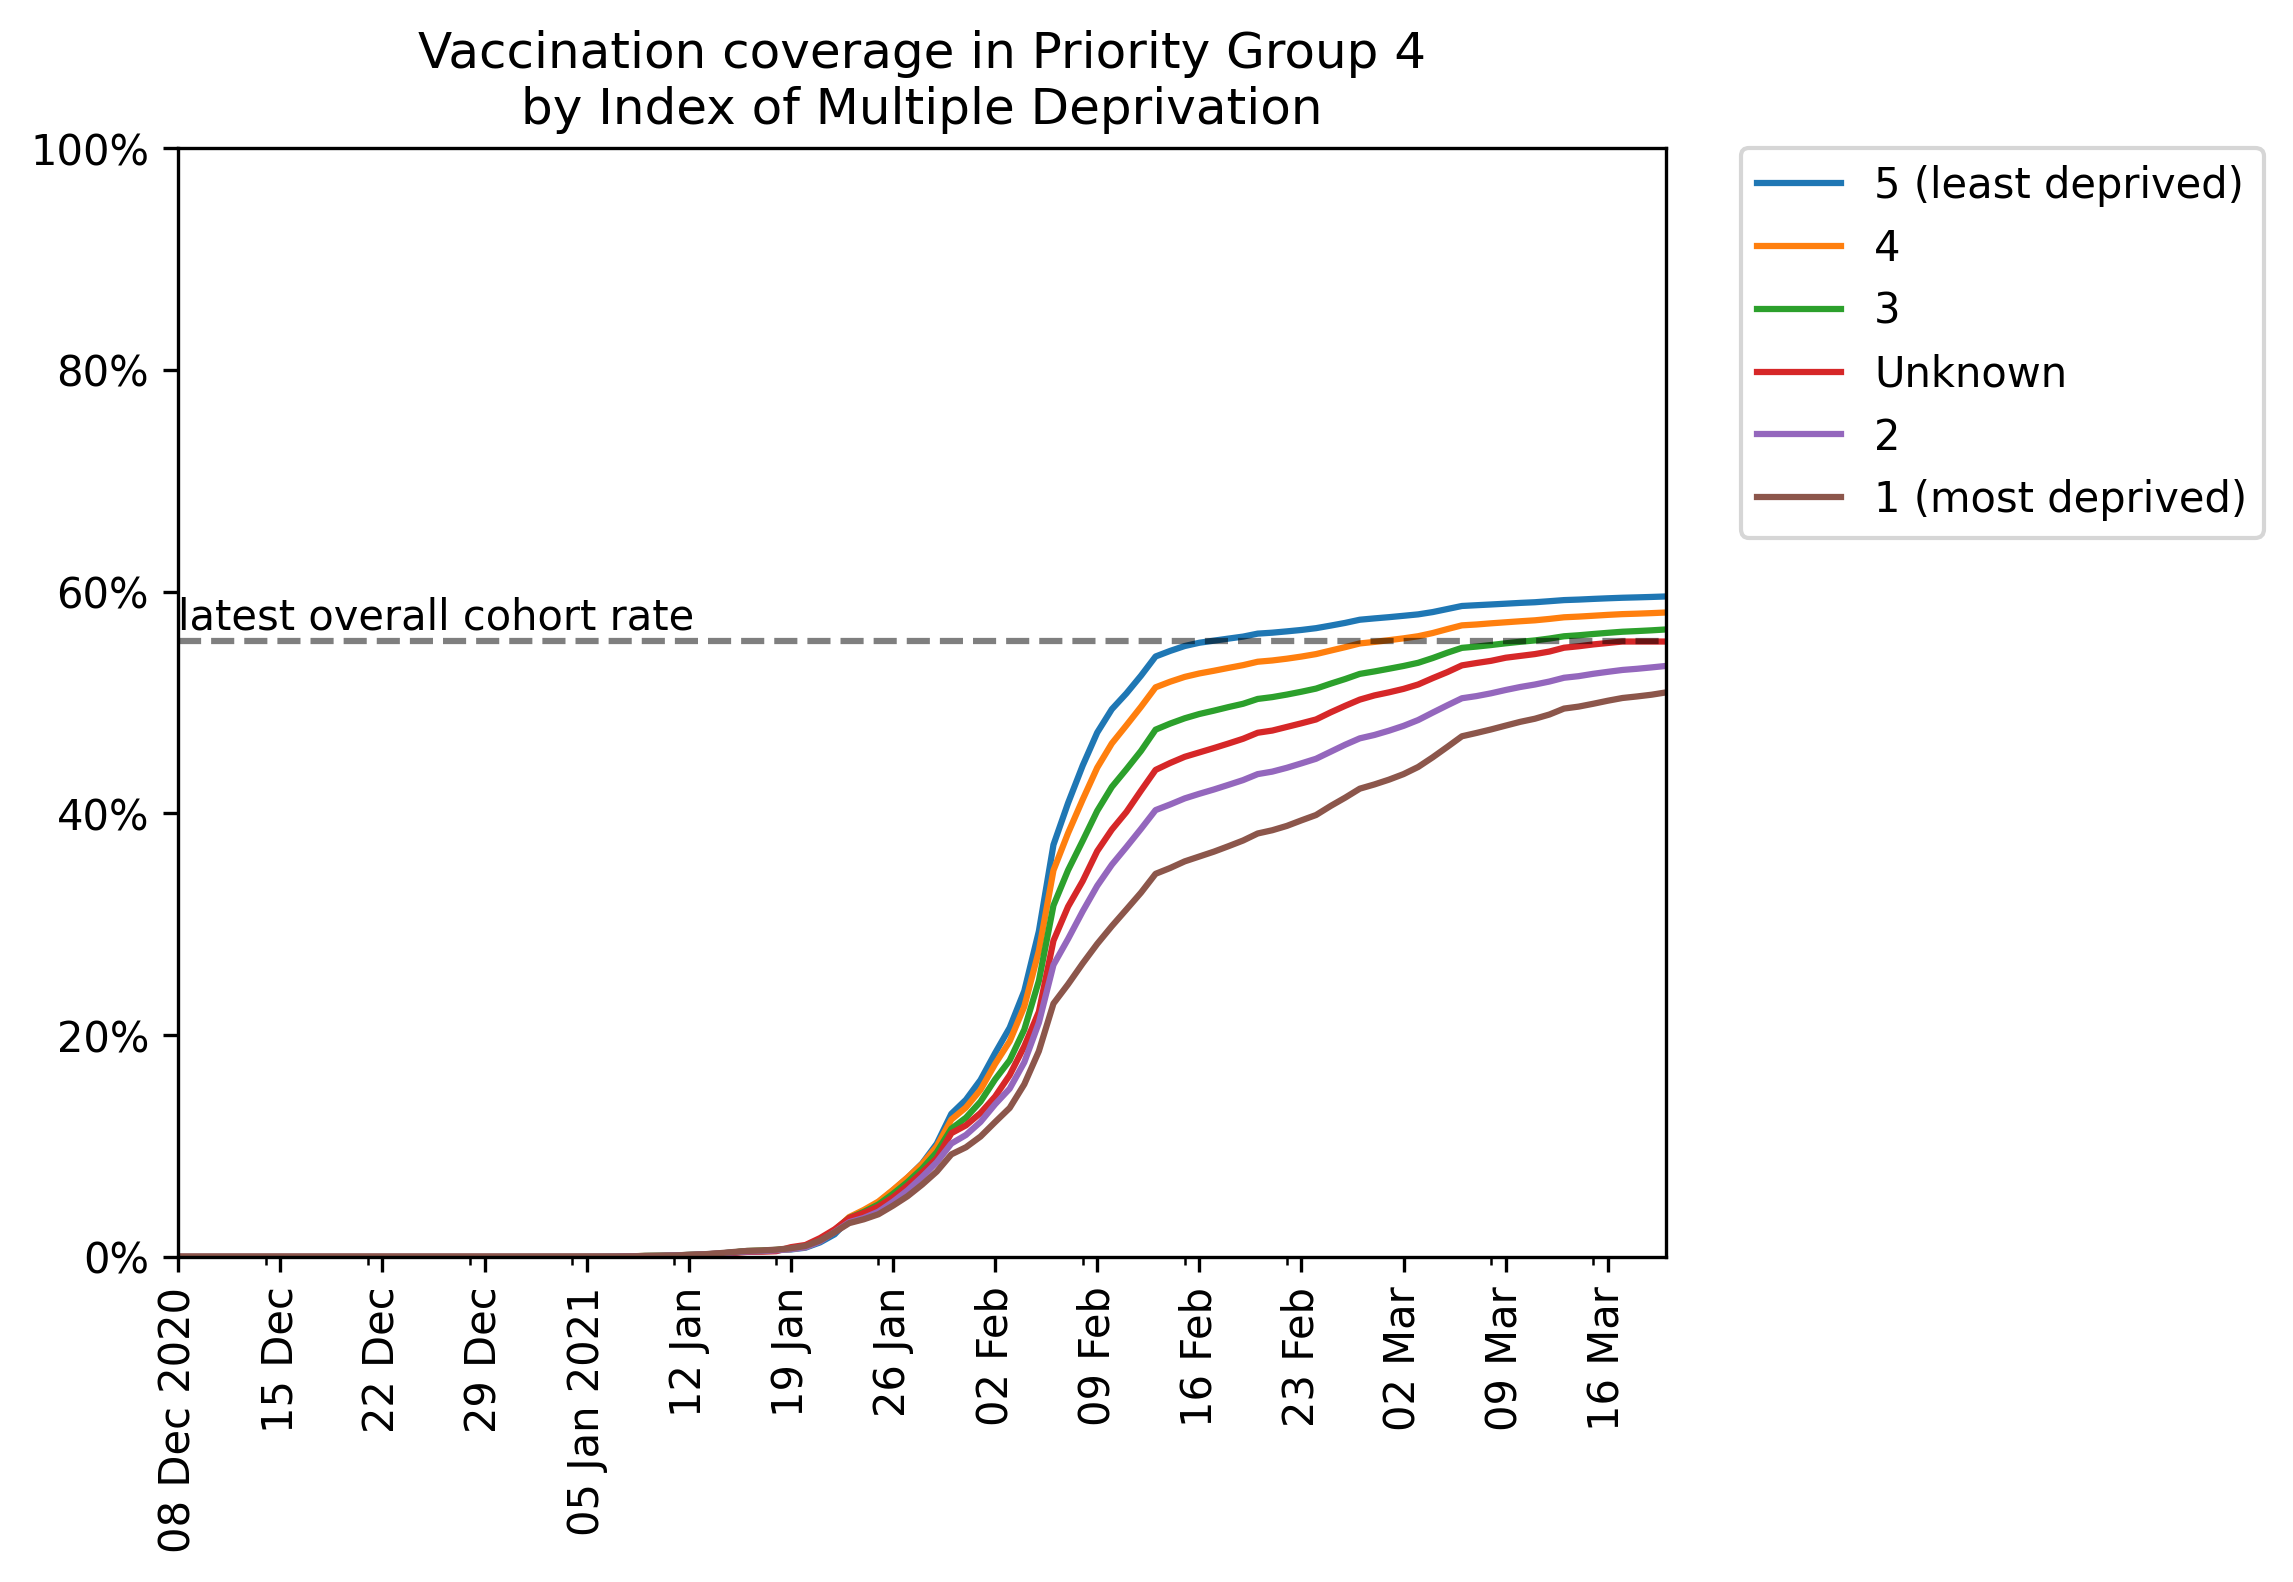 Vaccination coverage in Priority Group 4
by Index of Multiple Deprivation
100%
80%
60%
40%
20%
0%
latest overall cohort rate
5 (least deprived)
4
3
Unknown
2
1 (most deprived)
08 Dec 2020
15 Dec
22 Dec
29 Dec
05 Jan 2021
12 Jan
19 Jan
26 Jan
02 Feb
09 Feb
16 Feb
23 Feb
02 Mar
09 Mar
16 Mar